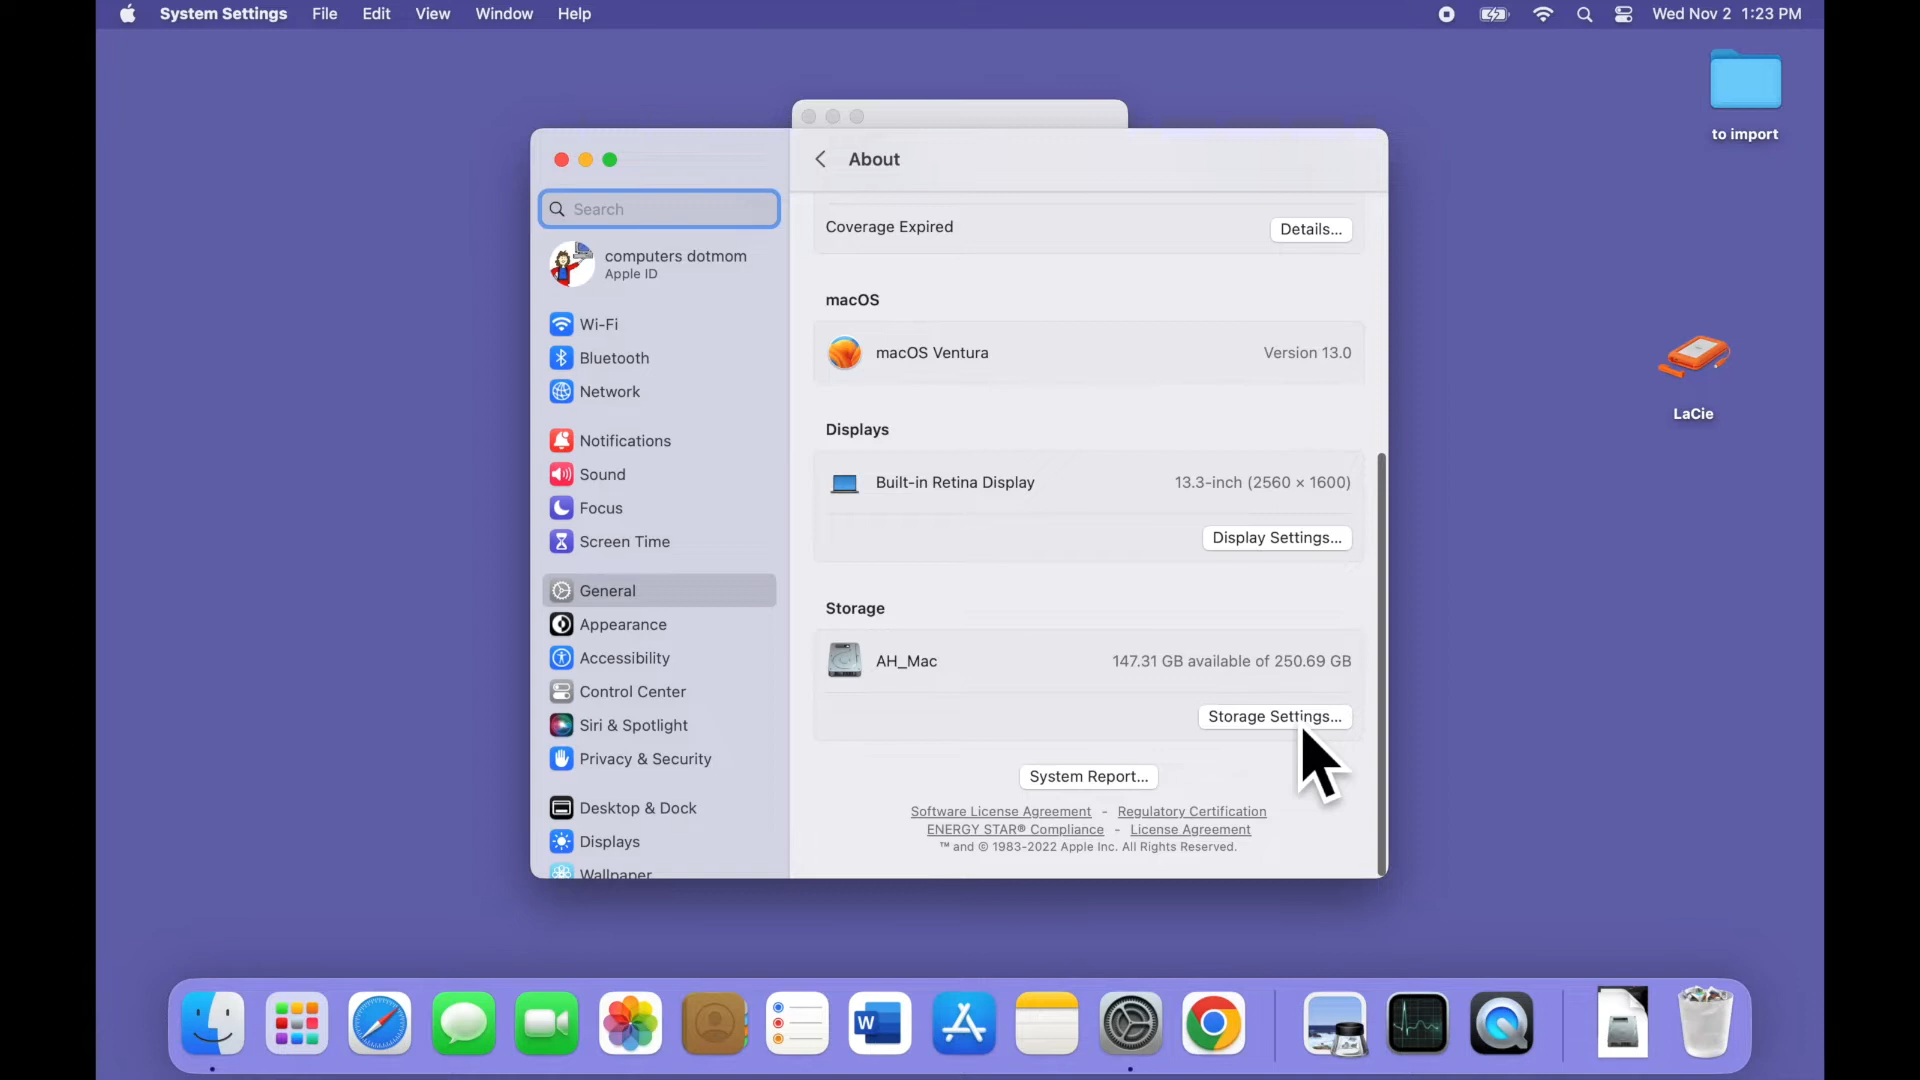 System Settings File Edit View Window Help
Wed Nov 2 1:23 PM
to import
LaCie
Search
computers dotmom
Apple ID
Wi-Fi
Bluetooth
Network
Notifications
Sound
Focus
Screen Time
General
Appearance
Accessibility
Control Center
Siri & Spotlight
Privacy & Security
Desktop & Dock
Displays
Wallpaper
About
Coverage Expired
Details...
macOS
macOS Ventura
Version 13.0
Displays
Built-in Retina Display
13.3-inch (2560 × 1600)
Display Settings...
Storage
AH_Mac
147.31 GB available of 250.69 GB
Storage Settings...
System Report...
Software License Agreement - Regulatory Certification
ENERGY STAR® Compliance - License Agreement
™ and © 1983-2022 Apple Inc. All Rights Reserved.
W